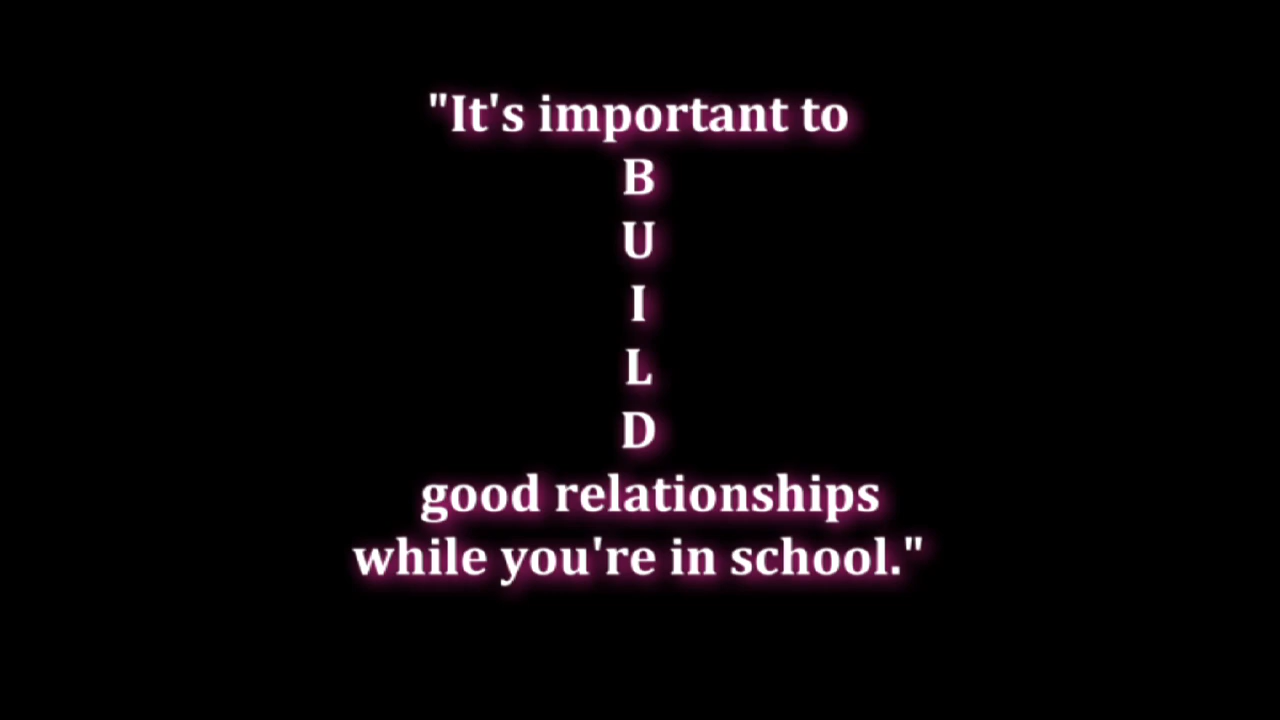 "It's important to
B
U
I
L
D
good relationships
while you're in school."